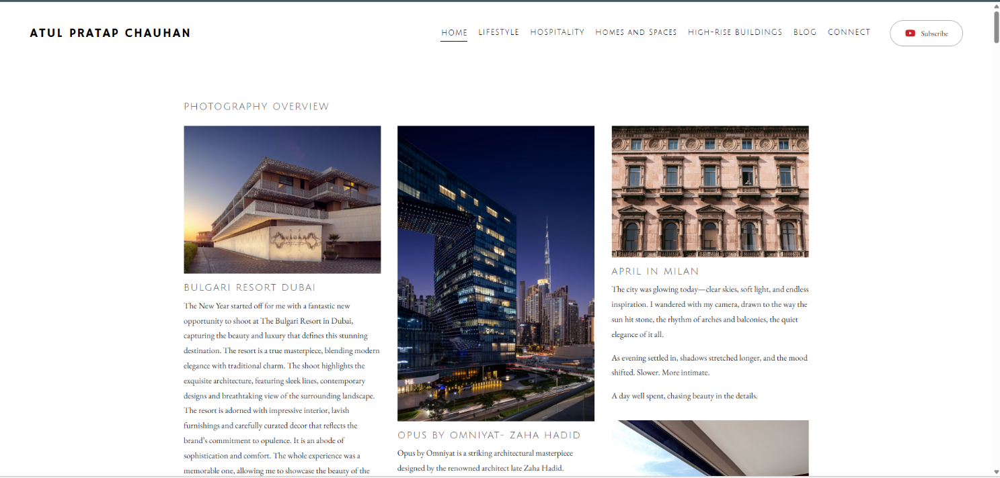 ATUL PRATAP CHAUHAN
HOME
LIFESTYLE
HOSPITALITY
HOMES AND SPACES
HIGH-RISE BUILDINGS
BLOG
CONNECT
Subscribe
PHOTOGRAPHY OVERVIEW
BULGARI RESORT DUBAI
The New Year started off for me with a fantastic new
opportunity to shoot at The Bulgari Resort in Dubai,
capturing the beauty and luxury that defines this stunning
destination. The resort is a true masterpiece, blending modern
elegance with traditional charm. The shoot highlights the
exquisite architecture, featuring sleek lines, contemporary
designs and breathtaking view of the surrounding landscape.
The resort is adorned with impressive interior, lavish
furnishings and carefully curated decor that reflects the
brand's commitment to opulence. It is an abode of
sophistication and comfort. The whole experience was a
memorable one, allowing me to showcase the beauty of the
ME
OPUS BY OMNIYAT- ZAHA HADID
Opus by Omniyat is a striking architectural masterpiece
designed by the renowned architect late Zaha Hadid.
APRIL IN MILAN
The city was glowing today—clear skies, soft light, and endless
inspiration. I wandered with my camera, drawn to the way the
sun hit stone, the rhythm of arches and balconies, the quiet
elegance of it all.
As evening settled in, shadows stretched longer, and the mood
shifted. Slower. More intimate.
A day well spent, chasing beauty in the details.